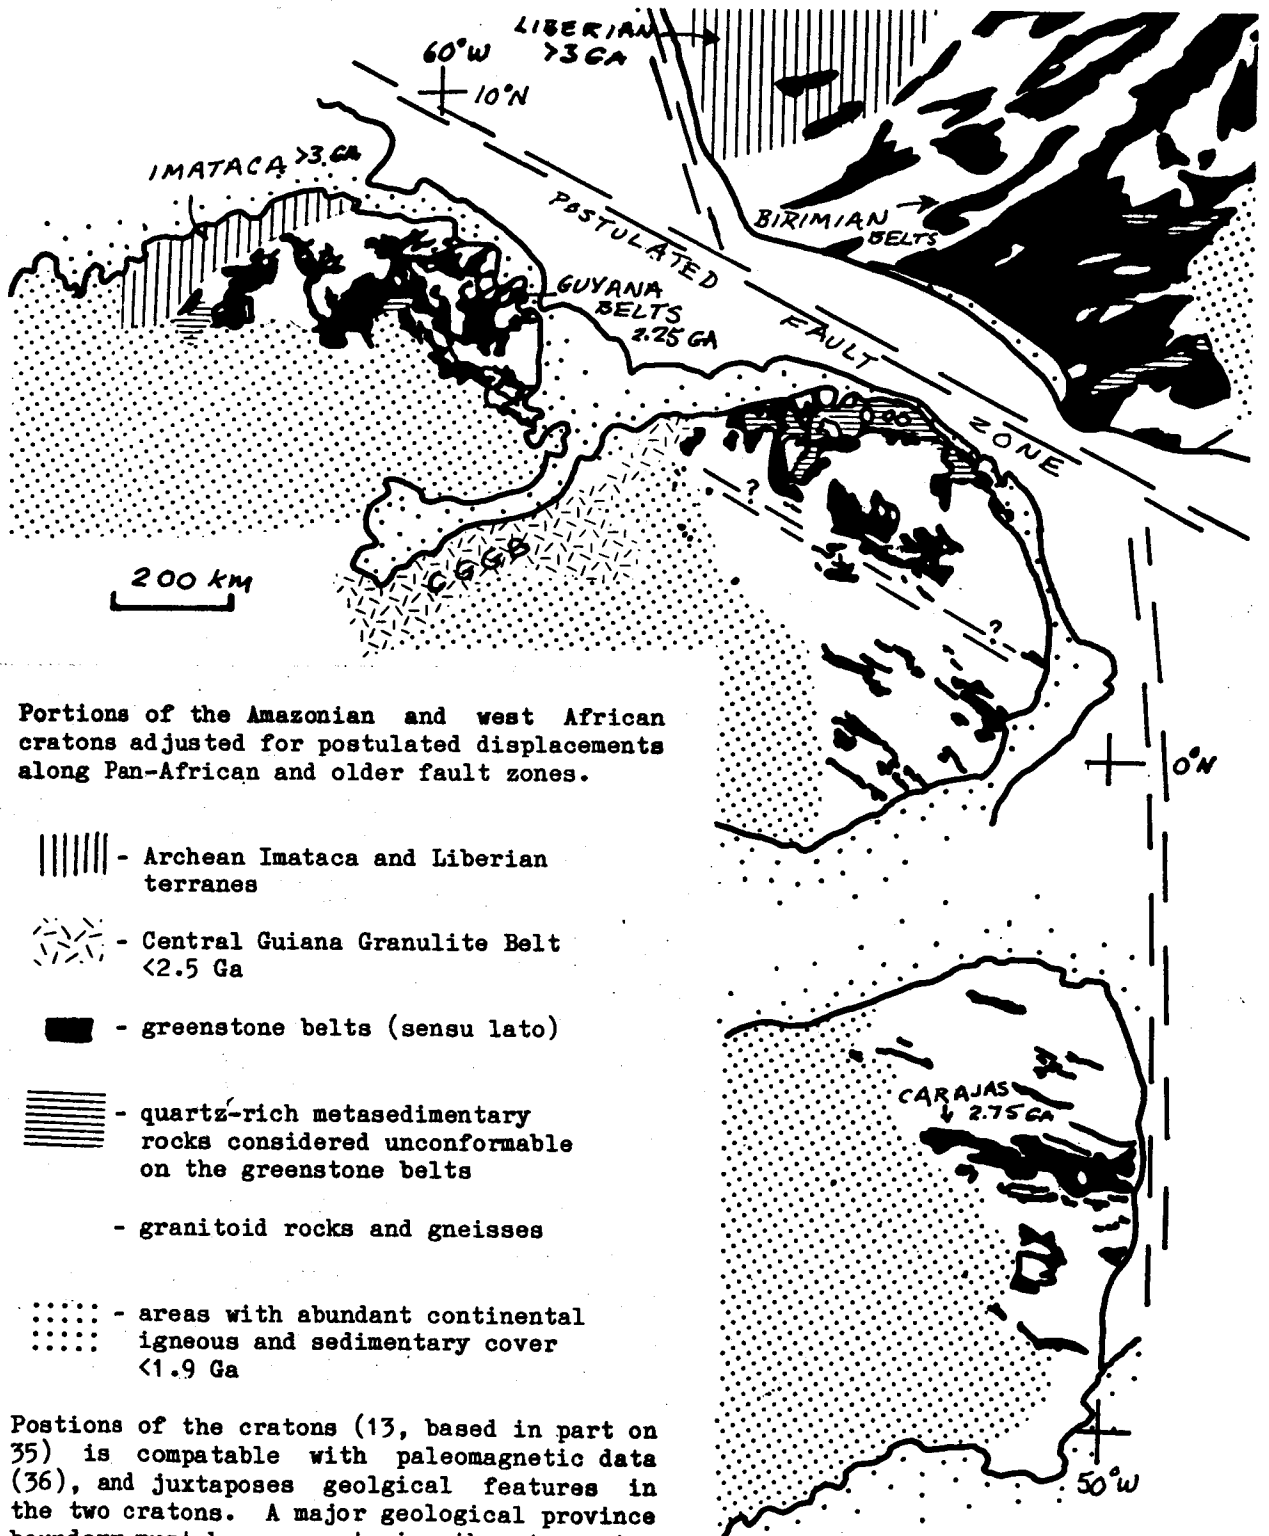 LIBERIAN
>3 GA
60°W
10°N
IMATACA >3 GA
POSTULATED FAULT ZONE
BIRIMIAN
BELTS
GUYANA
BELTS
2.25 GA
?
CGGB
200 km
?
0°N
Portions of the Amazonian and west African
cratons adjusted for postulated displacements
along Pan-African and older fault zones.
- Archean Imataca and Liberian
terranes
- Central Guiana Granulite Belt
<2.5 Ga
- greenstone belts (sensu lato)
CARAJAS
2.75 GA
- quartz-rich metasedimentary
rocks considered unconformable
on the greenstone belts
- granitoid rocks and gneisses
- areas with abundant continental
igneous and sedimentary cover
<1.9 Ga
Postions of the cratons (13, based in part on
35) is compatable with paleomagnetic data
(36), and juxtaposes geolgical features in
the two cratons. A major geological province
50°W